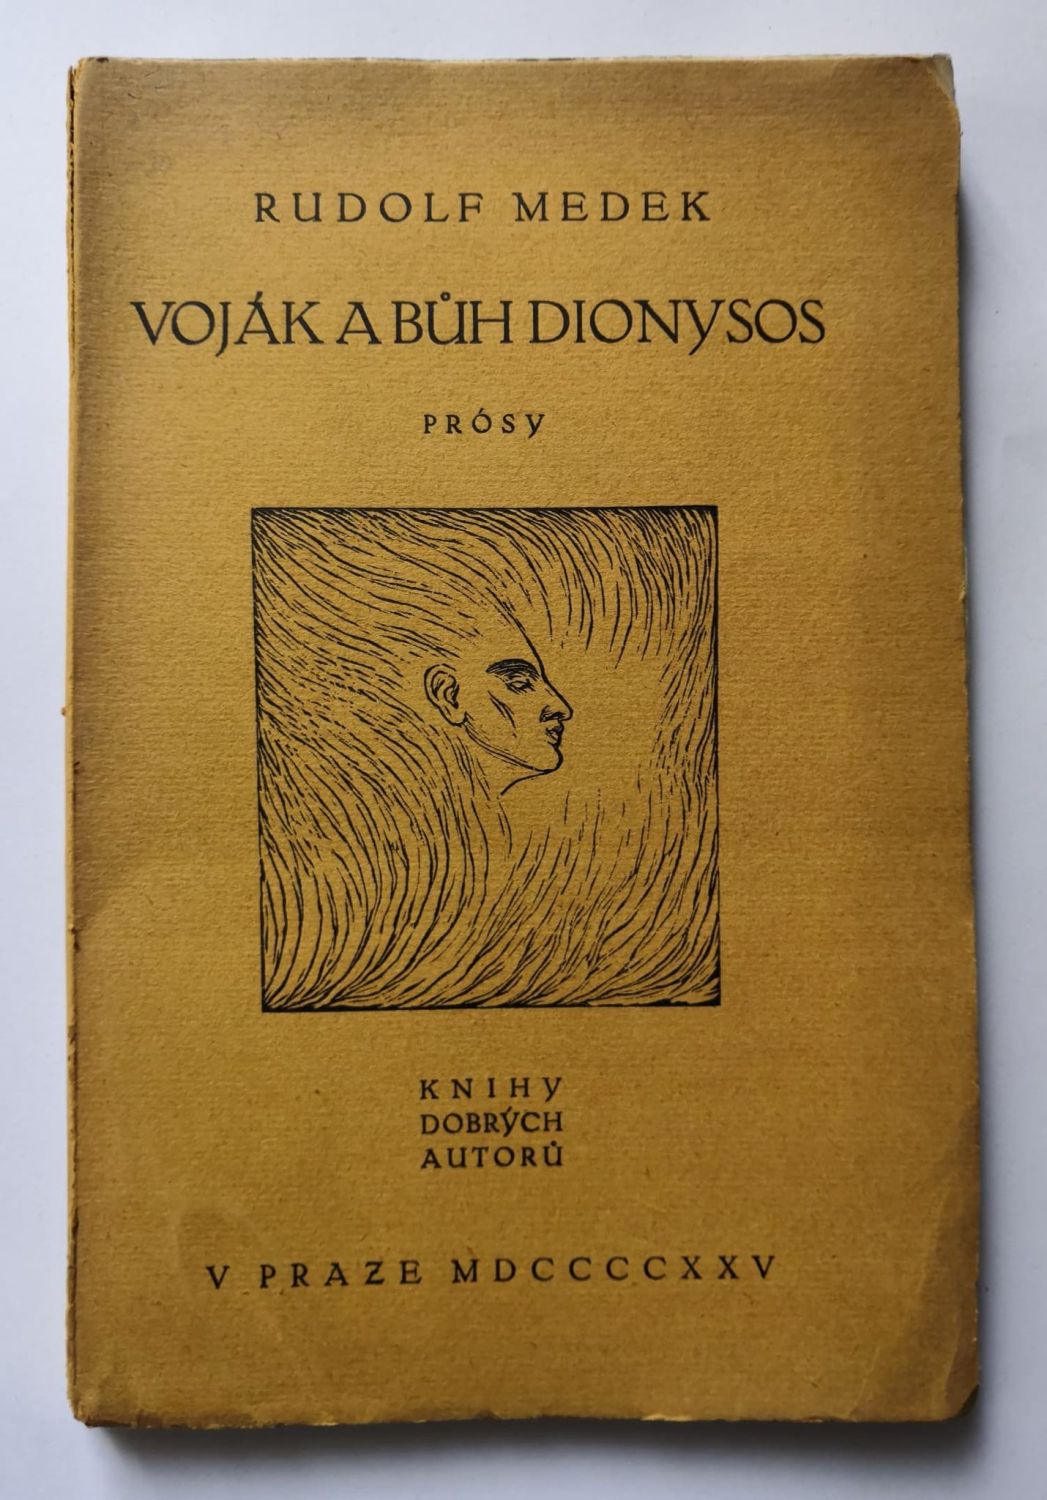 RUDOLF MEDEK
VOJÁK A BŮH DIONYSOS
PRÓSY
KNIHY
DOBRÝCH
AUTORŮ
V PRAZE MDCCCCXXV